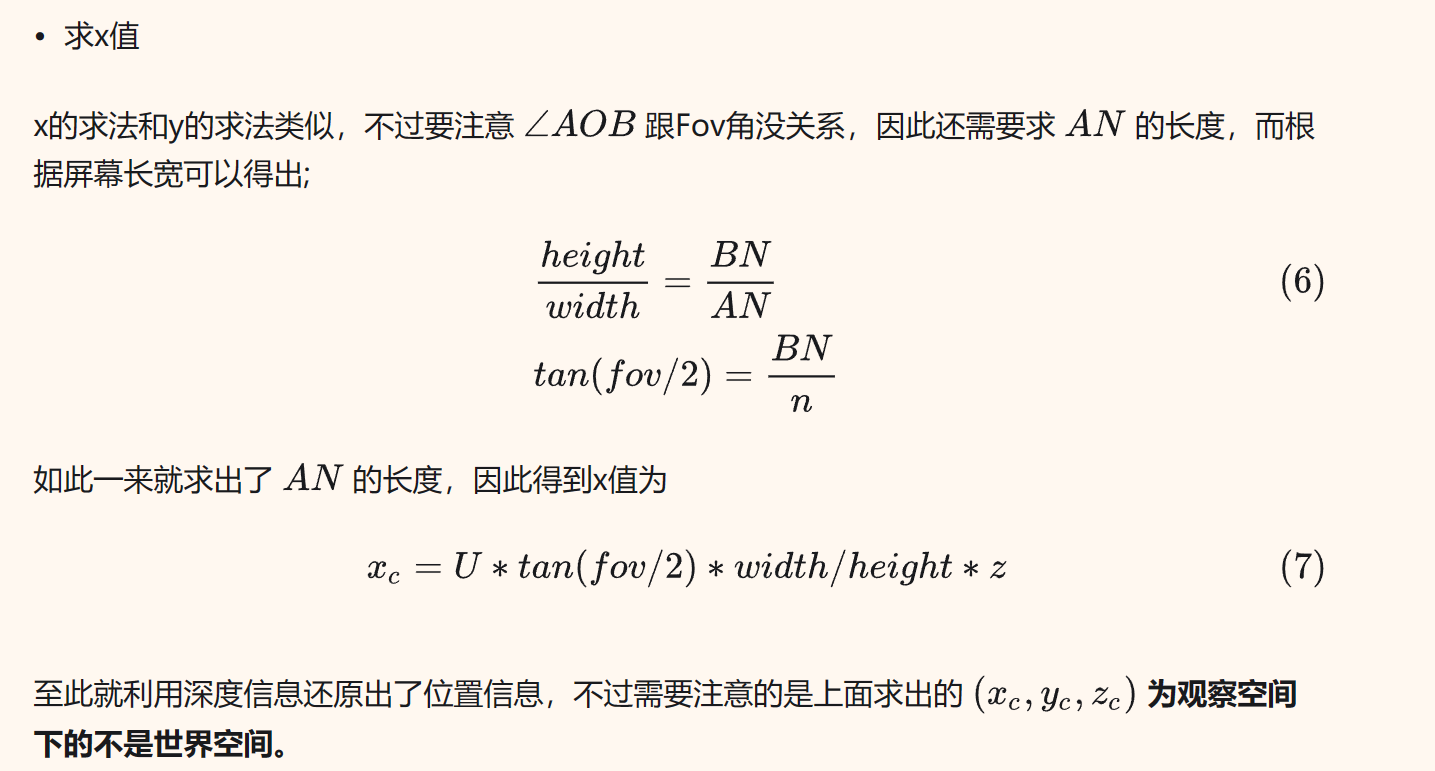 • 求x值
x的求法和y的求法类似，不过要注意 ∠AOB 跟Fov角没关系，因此还需要求 AN 的长度，而根
据屏幕长宽可以得出;
\frac{height}{width} = \frac{BN}{AN} (6)
tan(fov/2) = \frac{BN}{n}
如此一来就求出了 AN 的长度，因此得到x值为
x_c = U * tan(fov/2) * width/height * z (7)
至此就利用深度信息还原出了位置信息，不过需要注意的是上面求出的 (x_c, y_c, z_c) 为观察空间
下的不是世界空间。